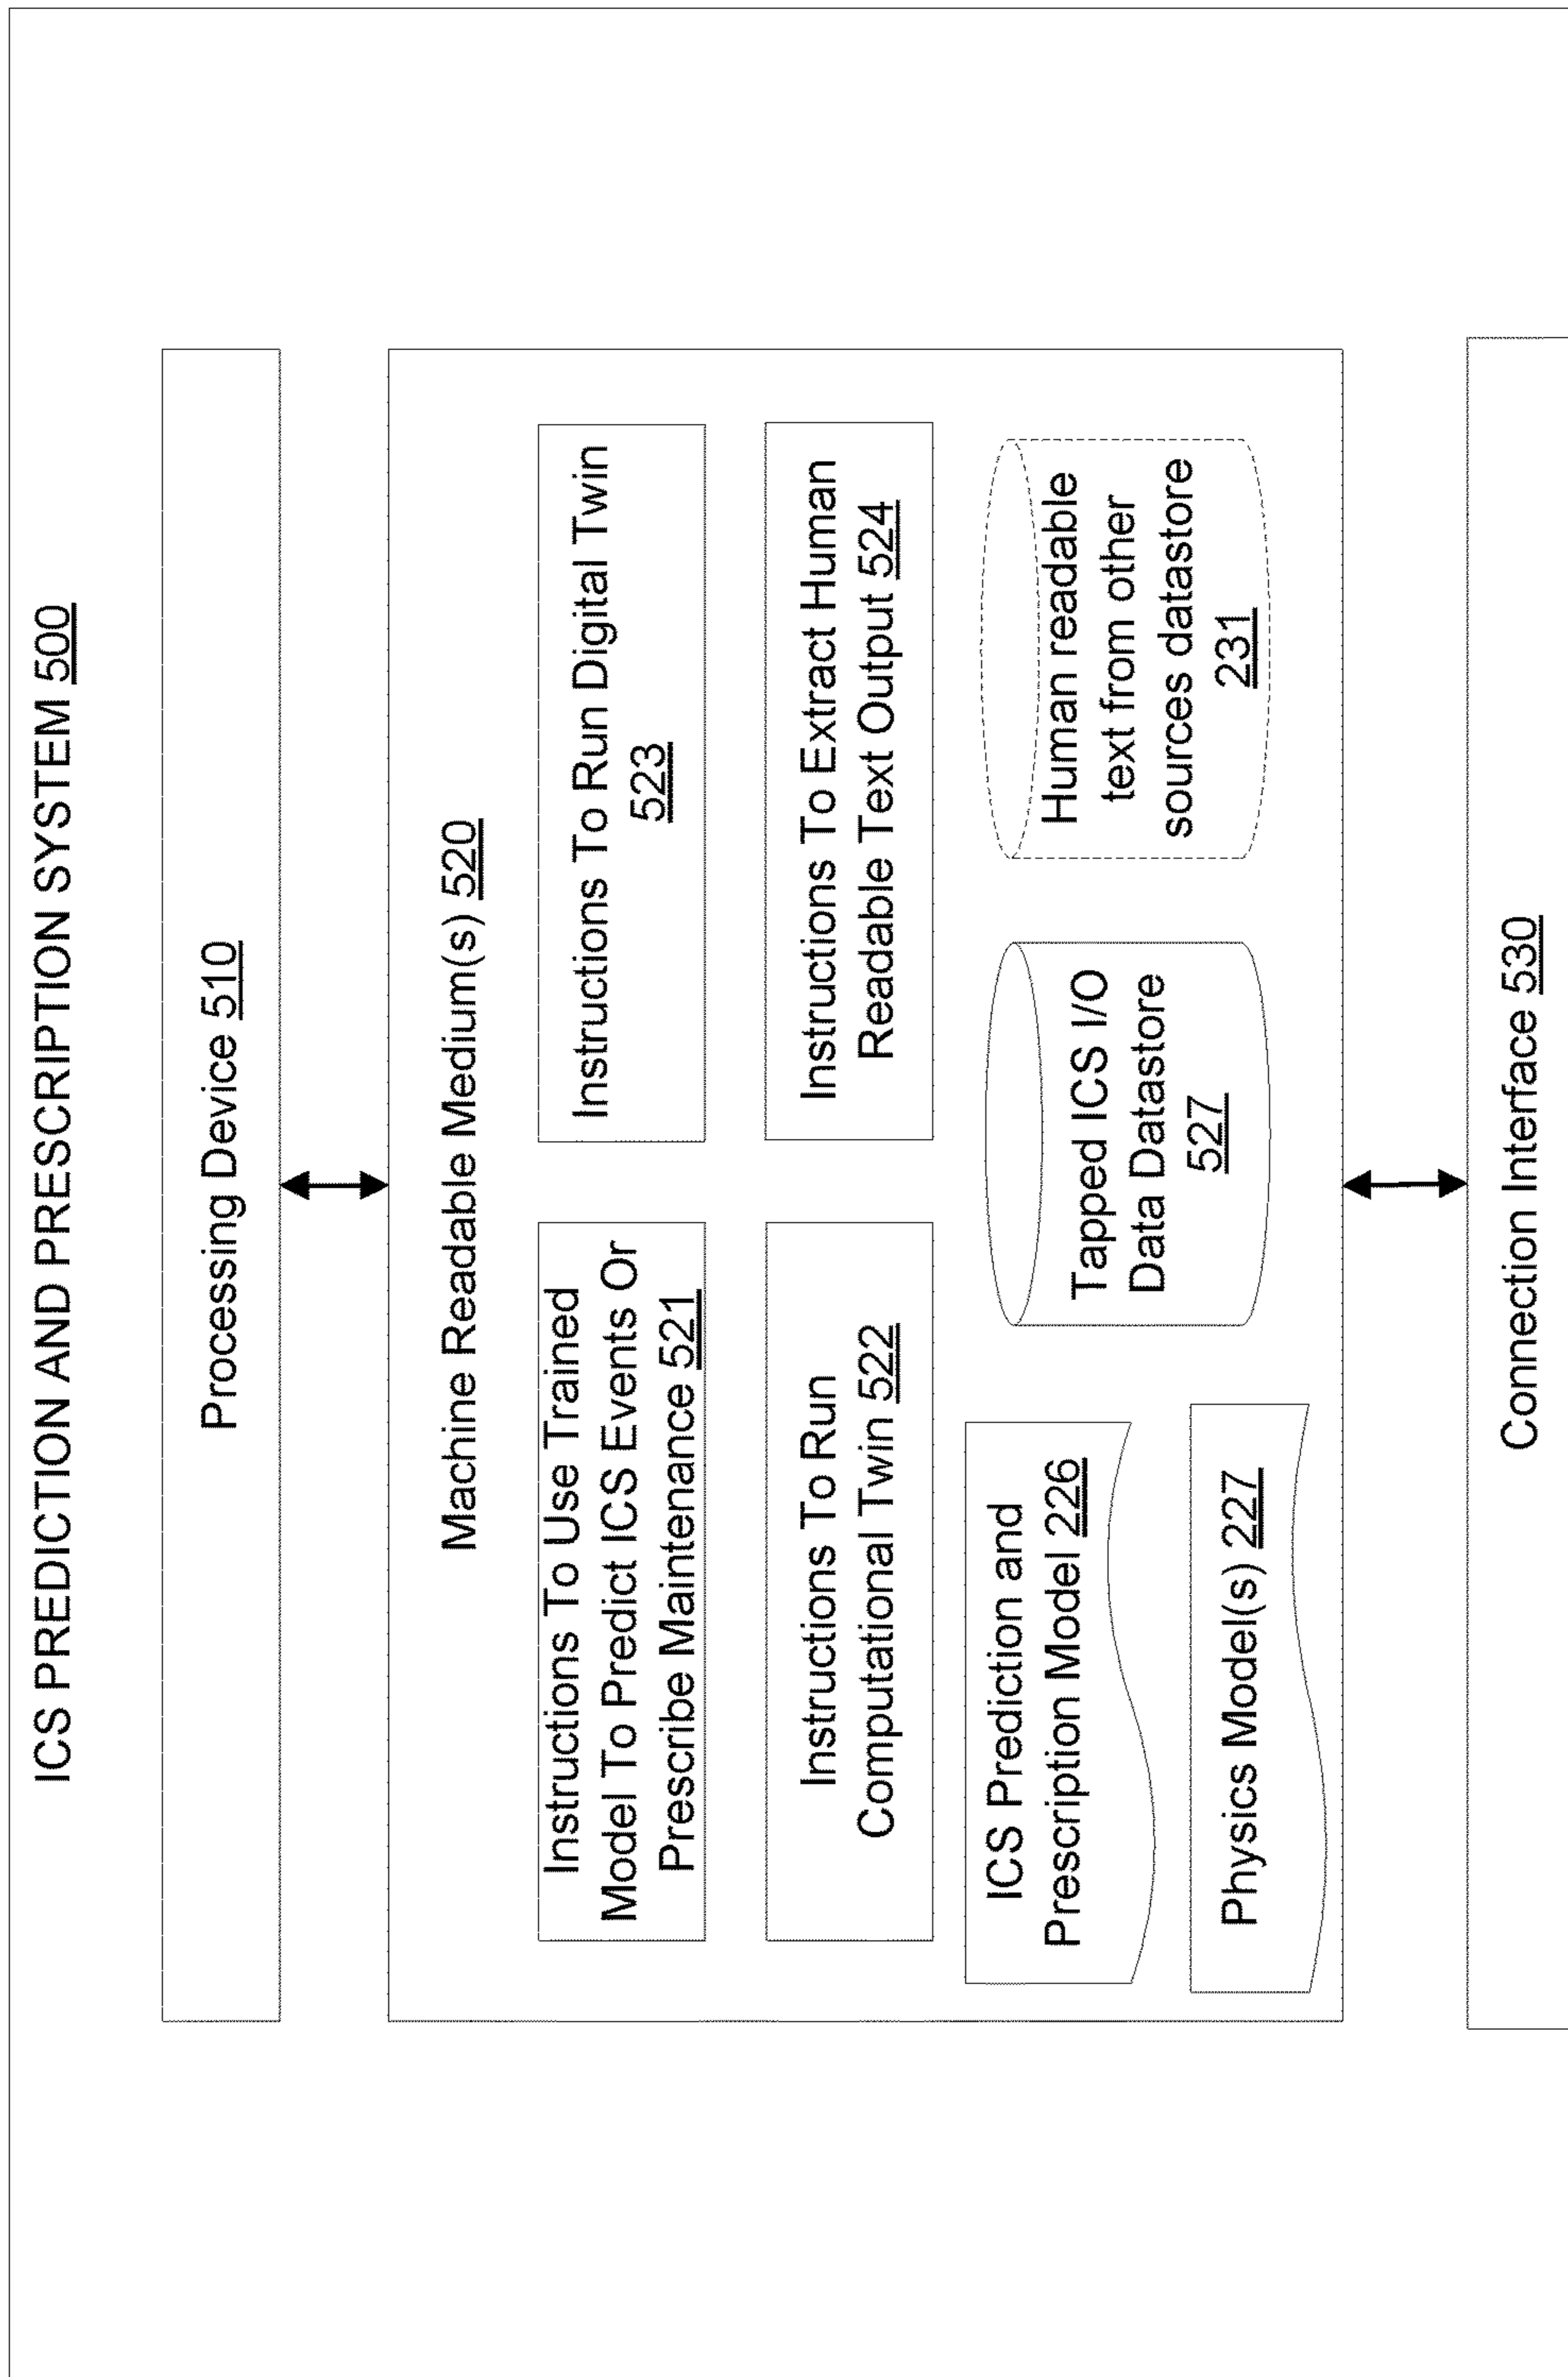 ICS PREDICTION AND PRESCRIPTION SYSTEM 500
Processing Device 510
Machine Readable Medium(s) 520
Instructions To Use Trained
Model To Predict ICS Events Or
Prescribe Maintenance 521
Instructions To Run Digital Twin
523
Instructions To Run
Computational Twin 522
Instructions To Extract Human
Readable Text Output 524
ICS Prediction and
Prescription Model 226
Physics Model(s) 227
Tapped ICS I/O
Data Datastore
527
Human readable
text from other
sources datastore
231
Connection Interface 530